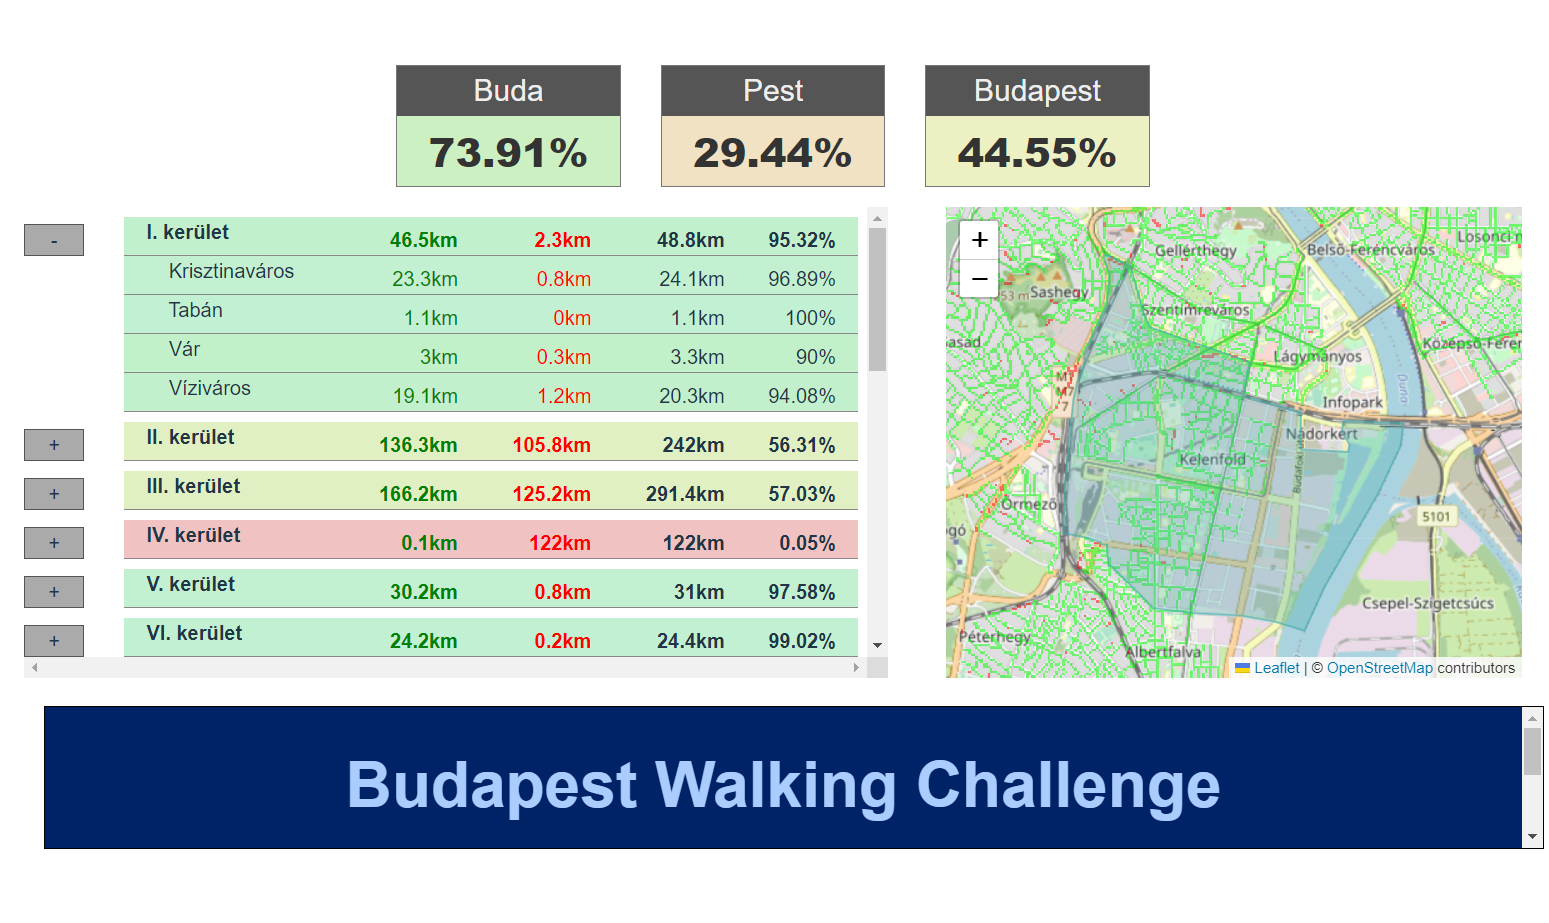 Buda
Pest
Budapest
73.91%
29.44%
44.55%
- I. kerület 46.5km 2.3km 48.8km 95.32%
Krisztinaváros 23.3km 0.8km 24.1km 96.89%
Tabán 1.1km 0km 1.1km 100%
Vár 3km 0.3km 3.3km 90%
Víziváros 19.1km 1.2km 20.3km 94.08%
+ II. kerület 136.3km 105.8km 242km 56.31%
+ III. kerület 166.2km 125.2km 291.4km 57.03%
+ IV. kerület 0.1km 122km 122km 0.05%
+ V. kerület 30.2km 0.8km 31km 97.58%
+ VI. kerület 24.2km 0.2km 24.4km 99.02%
+
−
Gellérthegy
Belső-Ferencváros
Losonci
53 m
Sashegy
Szentimreváros
asad
Lágymányos
Középső-Feren
M7
M7
7
Duna
Infopark
Nádorkert
Kelenföld
Budafoki út
Őrmező
5101
gó
Csepel-Szigetcsúcs
Péterhegy
Albertfalva
Leaflet | © OpenStreetMap contributors
Budapest Walking Challenge